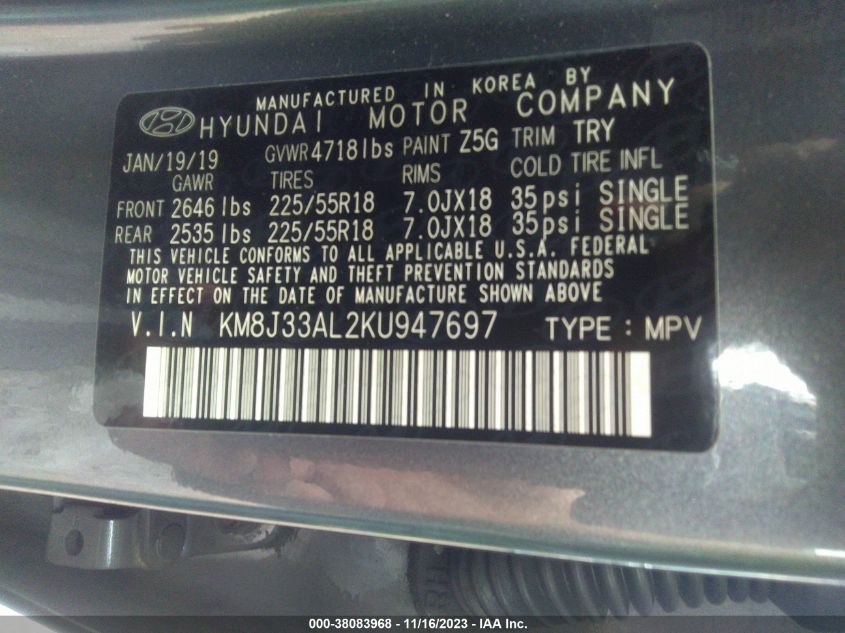 MANUFACTURED IN KOREA BY
HYUNDAI MOTOR COMPANY
JAN/19/19 GVWR 4718lbs PAINT Z5G TRIM TRY
GAWR TIRES RIMS COLD TIRE INFL
FRONT 2646 lbs 225/55R18 7.0JX18 35psi SINGLE
REAR 2535 lbs 225/55R18 7.0JX18 35psi SINGLE
THIS VEHICLE CONFORMS TO ALL APPLICABLE U.S.A. FEDERAL
MOTOR VEHICLE SAFETY AND THEFT PREVENTION STANDARDS
IN EFFECT ON THE DATE OF MANUFACTURE SHOWN ABOVE
V.I.N KM8J33AL2KU947697 TYPE : MPV
RH
000-38083968 - 11/16/2023 - IAA Inc.